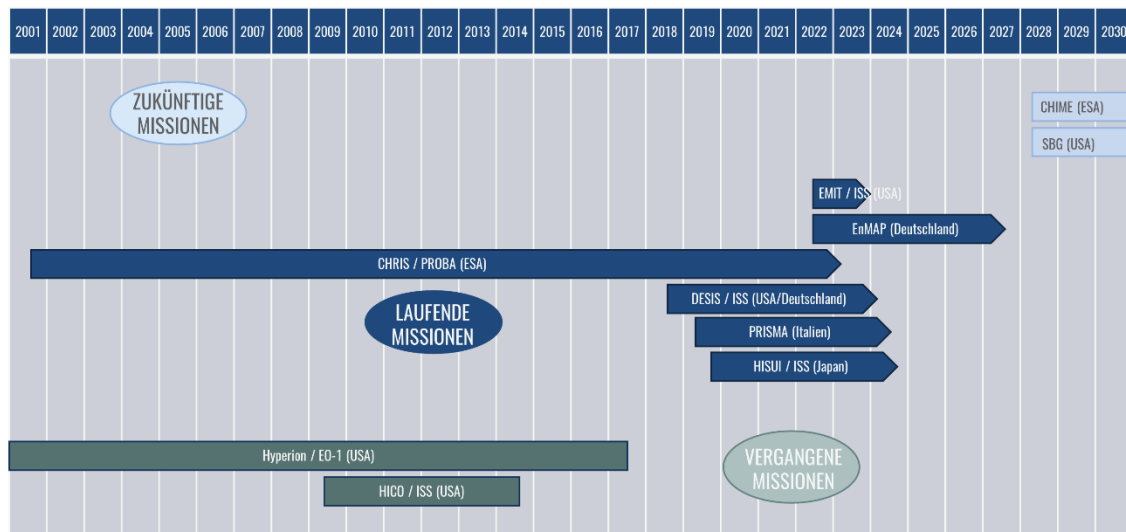 2001 2002 2003 2004 2005 2006 2007 2008 2009 2010 2011 2012 2013 2014 2015 2016 2017 2018 2019 2020 2021 2022 2023 2024 2025 2026 2027 2028 2029 2030
ZUKÜNFTIGE
MISSIONEN
CHIME (ESA)
SBG (USA)
EMIT / ISS (USA)
EnMAP (Deutschland)
CHRIS / PROBA (ESA)
LAUFENDE
MISSIONEN
DESIS / ISS (USA/Deutschland)
PRISMA (Italien)
HISUI / ISS (Japan)
Hyperion / EO-1 (USA)
HICO / ISS (USA)
VERGANGENE
MISSIONEN